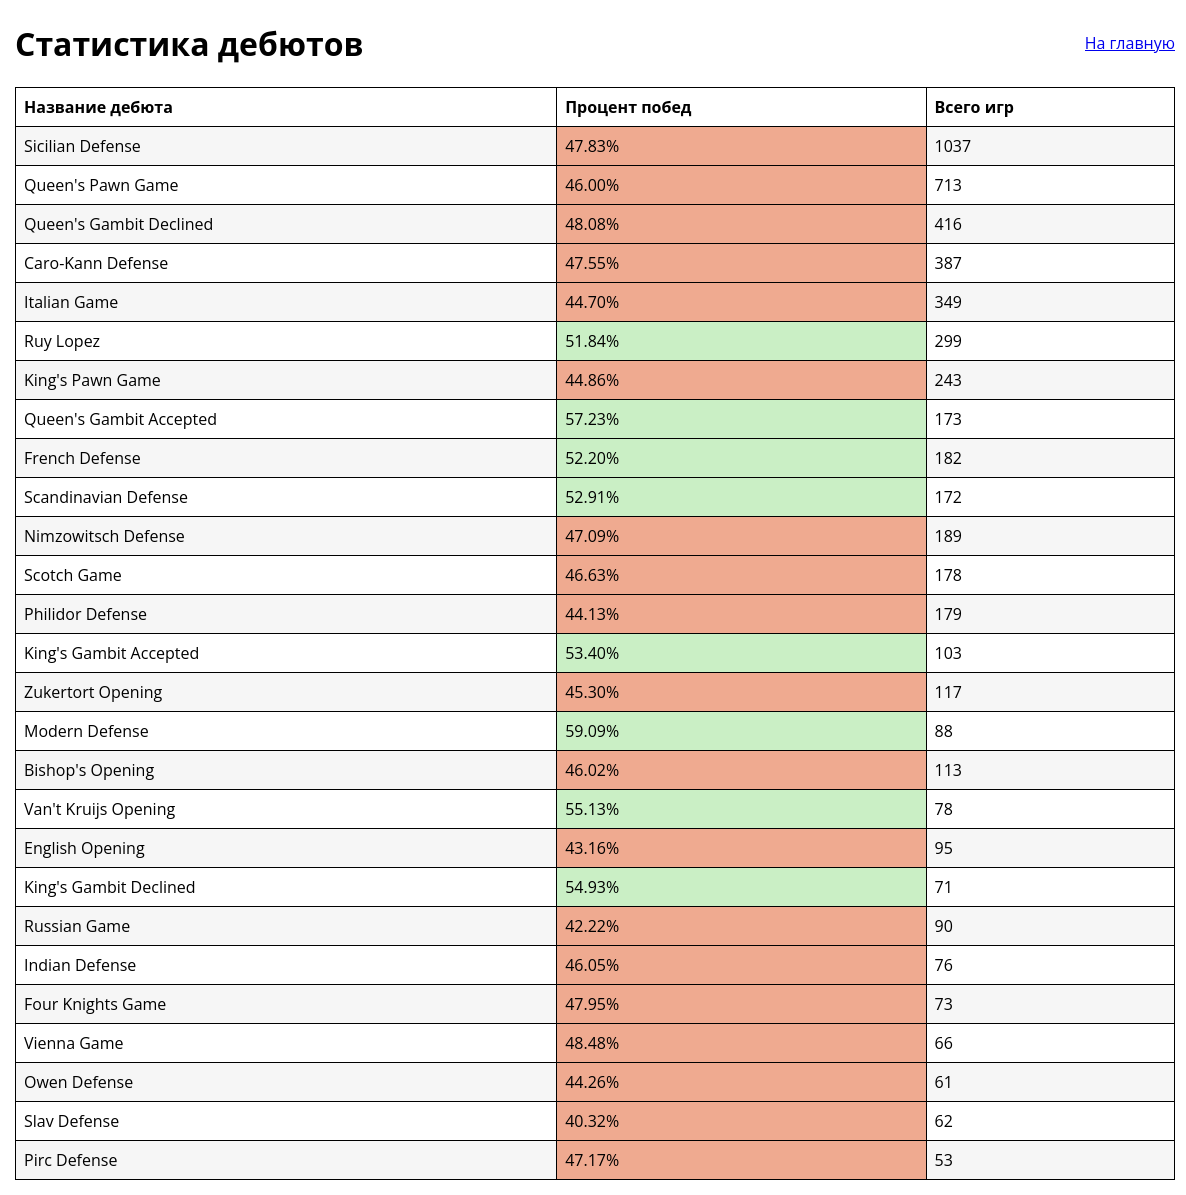 Статистика дебютов
На главную
Название дебюта Процент побед Всего игр
Sicilian Defense 47.83% 1037
Queen's Pawn Game 46.00% 713
Queen's Gambit Declined 48.08% 416
Caro-Kann Defense 47.55% 387
Italian Game 44.70% 349
Ruy Lopez 51.84% 299
King's Pawn Game 44.86% 243
Queen's Gambit Accepted 57.23% 173
French Defense 52.20% 182
Scandinavian Defense 52.91% 172
Nimzowitsch Defense 47.09% 189
Scotch Game 46.63% 178
Philidor Defense 44.13% 179
King's Gambit Accepted 53.40% 103
Zukertort Opening 45.30% 117
Modern Defense 59.09% 88
Bishop's Opening 46.02% 113
Van't Kruijs Opening 55.13% 78
English Opening 43.16% 95
King's Gambit Declined 54.93% 71
Russian Game 42.22% 90
Indian Defense 46.05% 76
Four Knights Game 47.95% 73
Vienna Game 48.48% 66
Owen Defense 44.26% 61
Slav Defense 40.32% 62
Pirc Defense 47.17% 53